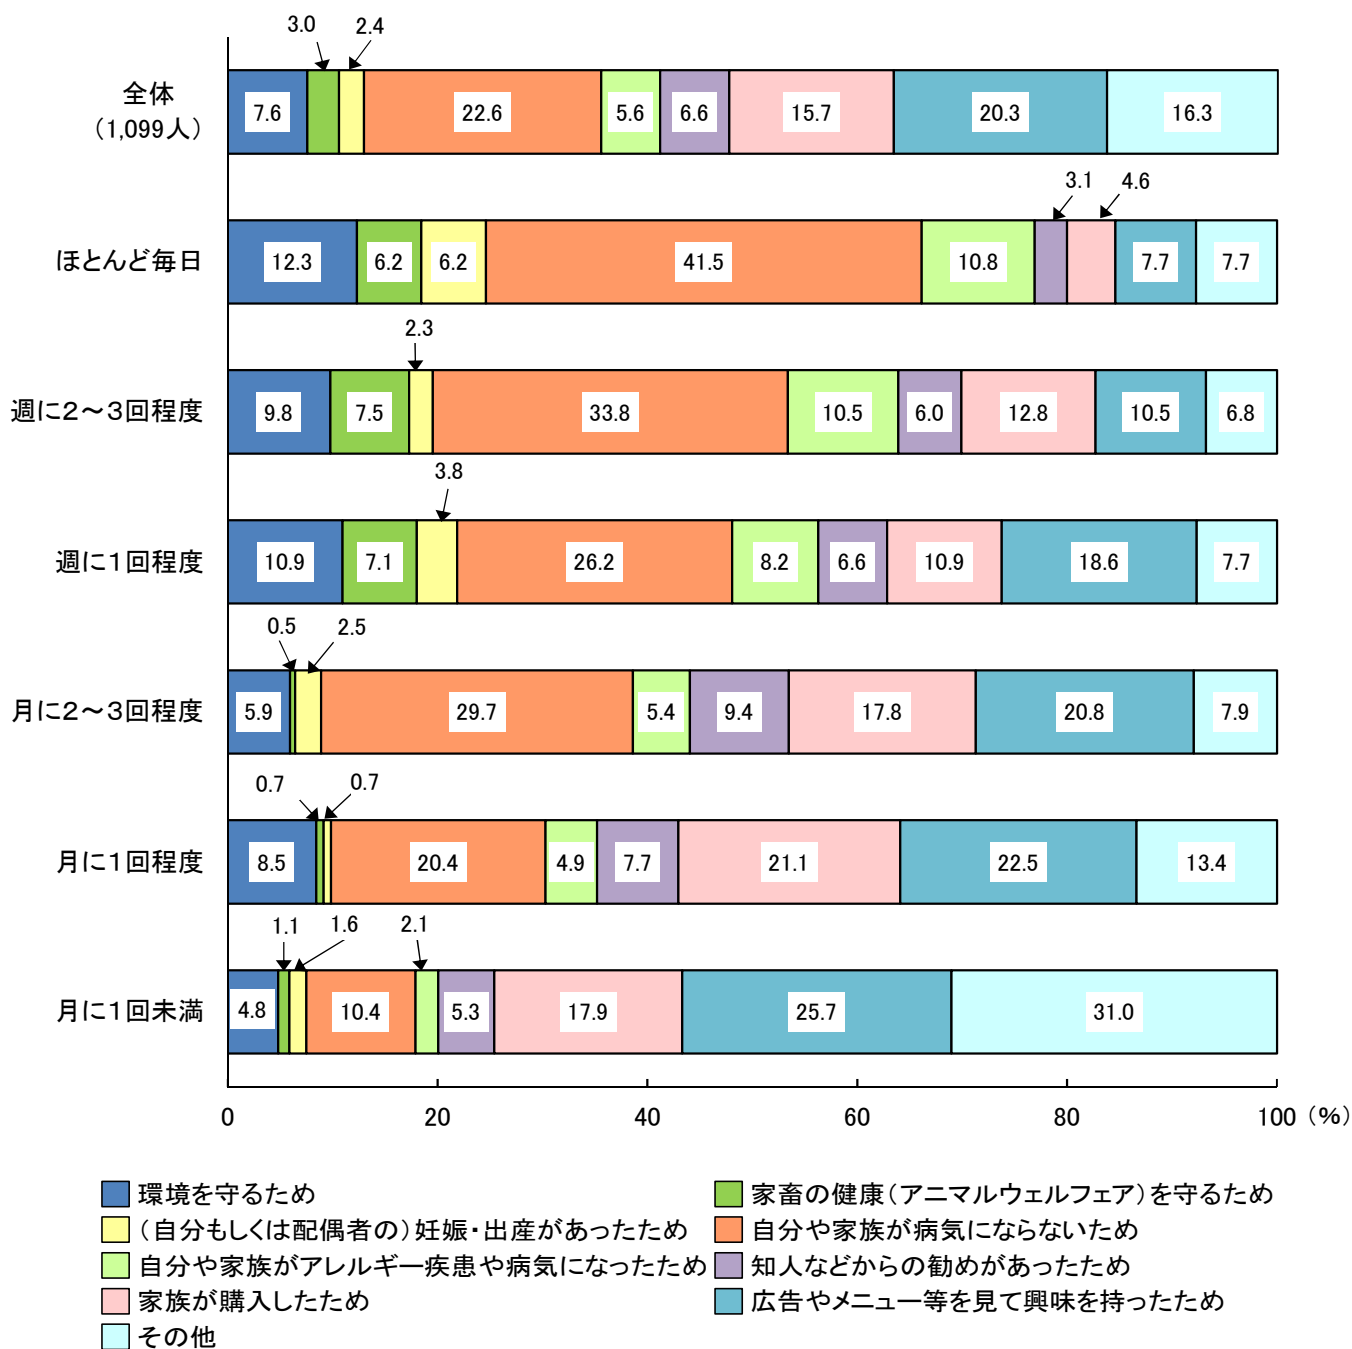 3.0 2.4
全体
（1,099人）
7.6 22.6 5.6 6.6 15.7 20.3 16.3
3.1 4.6
ほとんど毎日
12.3 6.2 6.2 41.5 10.8 7.7 7.7
2.3
週に２～３回程度
9.8 7.5 33.8 10.5 6.0 12.8 10.5 6.8
3.8
週に１回程度
10.9 7.1 26.2 8.2 6.6 10.9 18.6 7.7
0.5 2.5
月に２～３回程度
5.9 29.7 5.4 9.4 17.8 20.8 7.9
0.7 0.7
月に１回程度
8.5 20.4 4.9 7.7 21.1 22.5 13.4
1.1 1.6 2.1
月に１回未満
4.8 10.4 5.3 17.9 25.7 31.0
0 20 40 60 80 100 （％）
環境を守るため
家畜の健康（アニマルウェルフェア）を守るため
（自分もしくは配偶者の）妊娠・出産があったため
自分や家族が病気にならないため
自分や家族がアレルギー疾患や病気になったため
知人などからの勧めがあったため
家族が購入したため
広告やメニュー等を見て興味を持ったため
その他